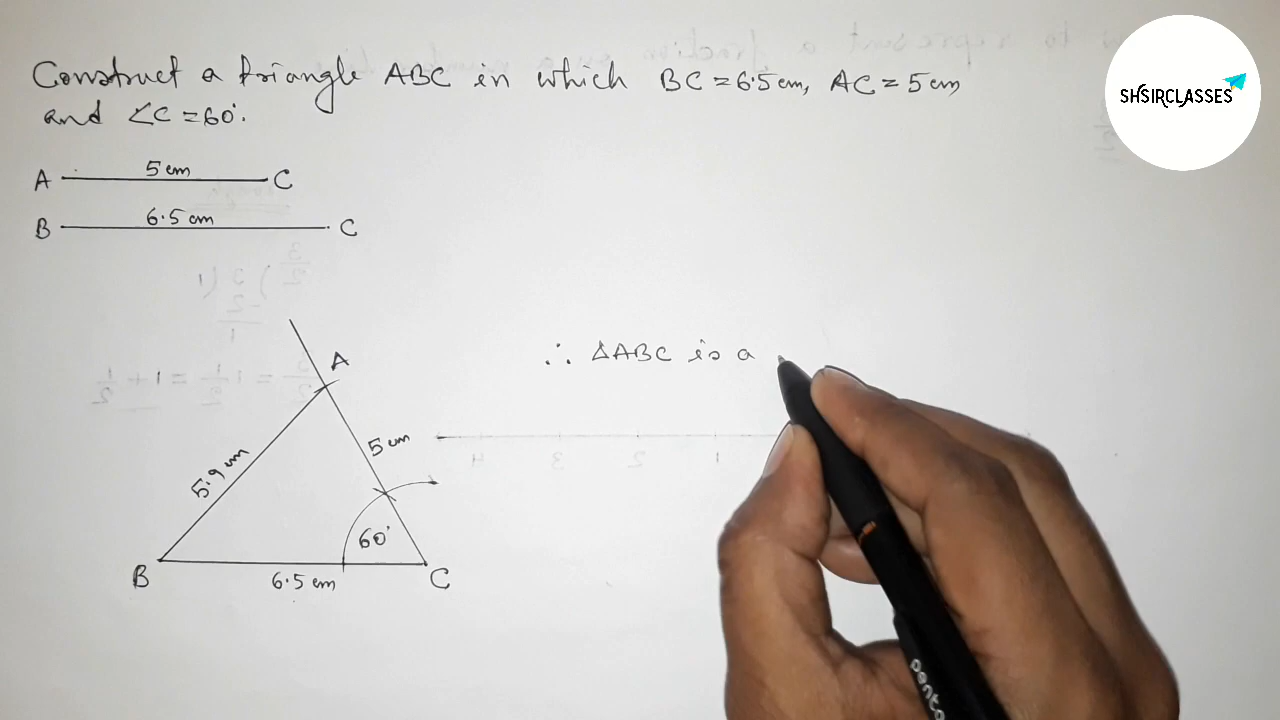 Construct a triangle ABC in which BC = 6.5 cm, AC = 5 cm
and ∠C = 60°.
SHSIRCLASSES
A 5 cm C
B 6.5 cm C
A
∴ ΔABC is a
5.9 cm
5 cm
60°
B 6.5 cm C
penta